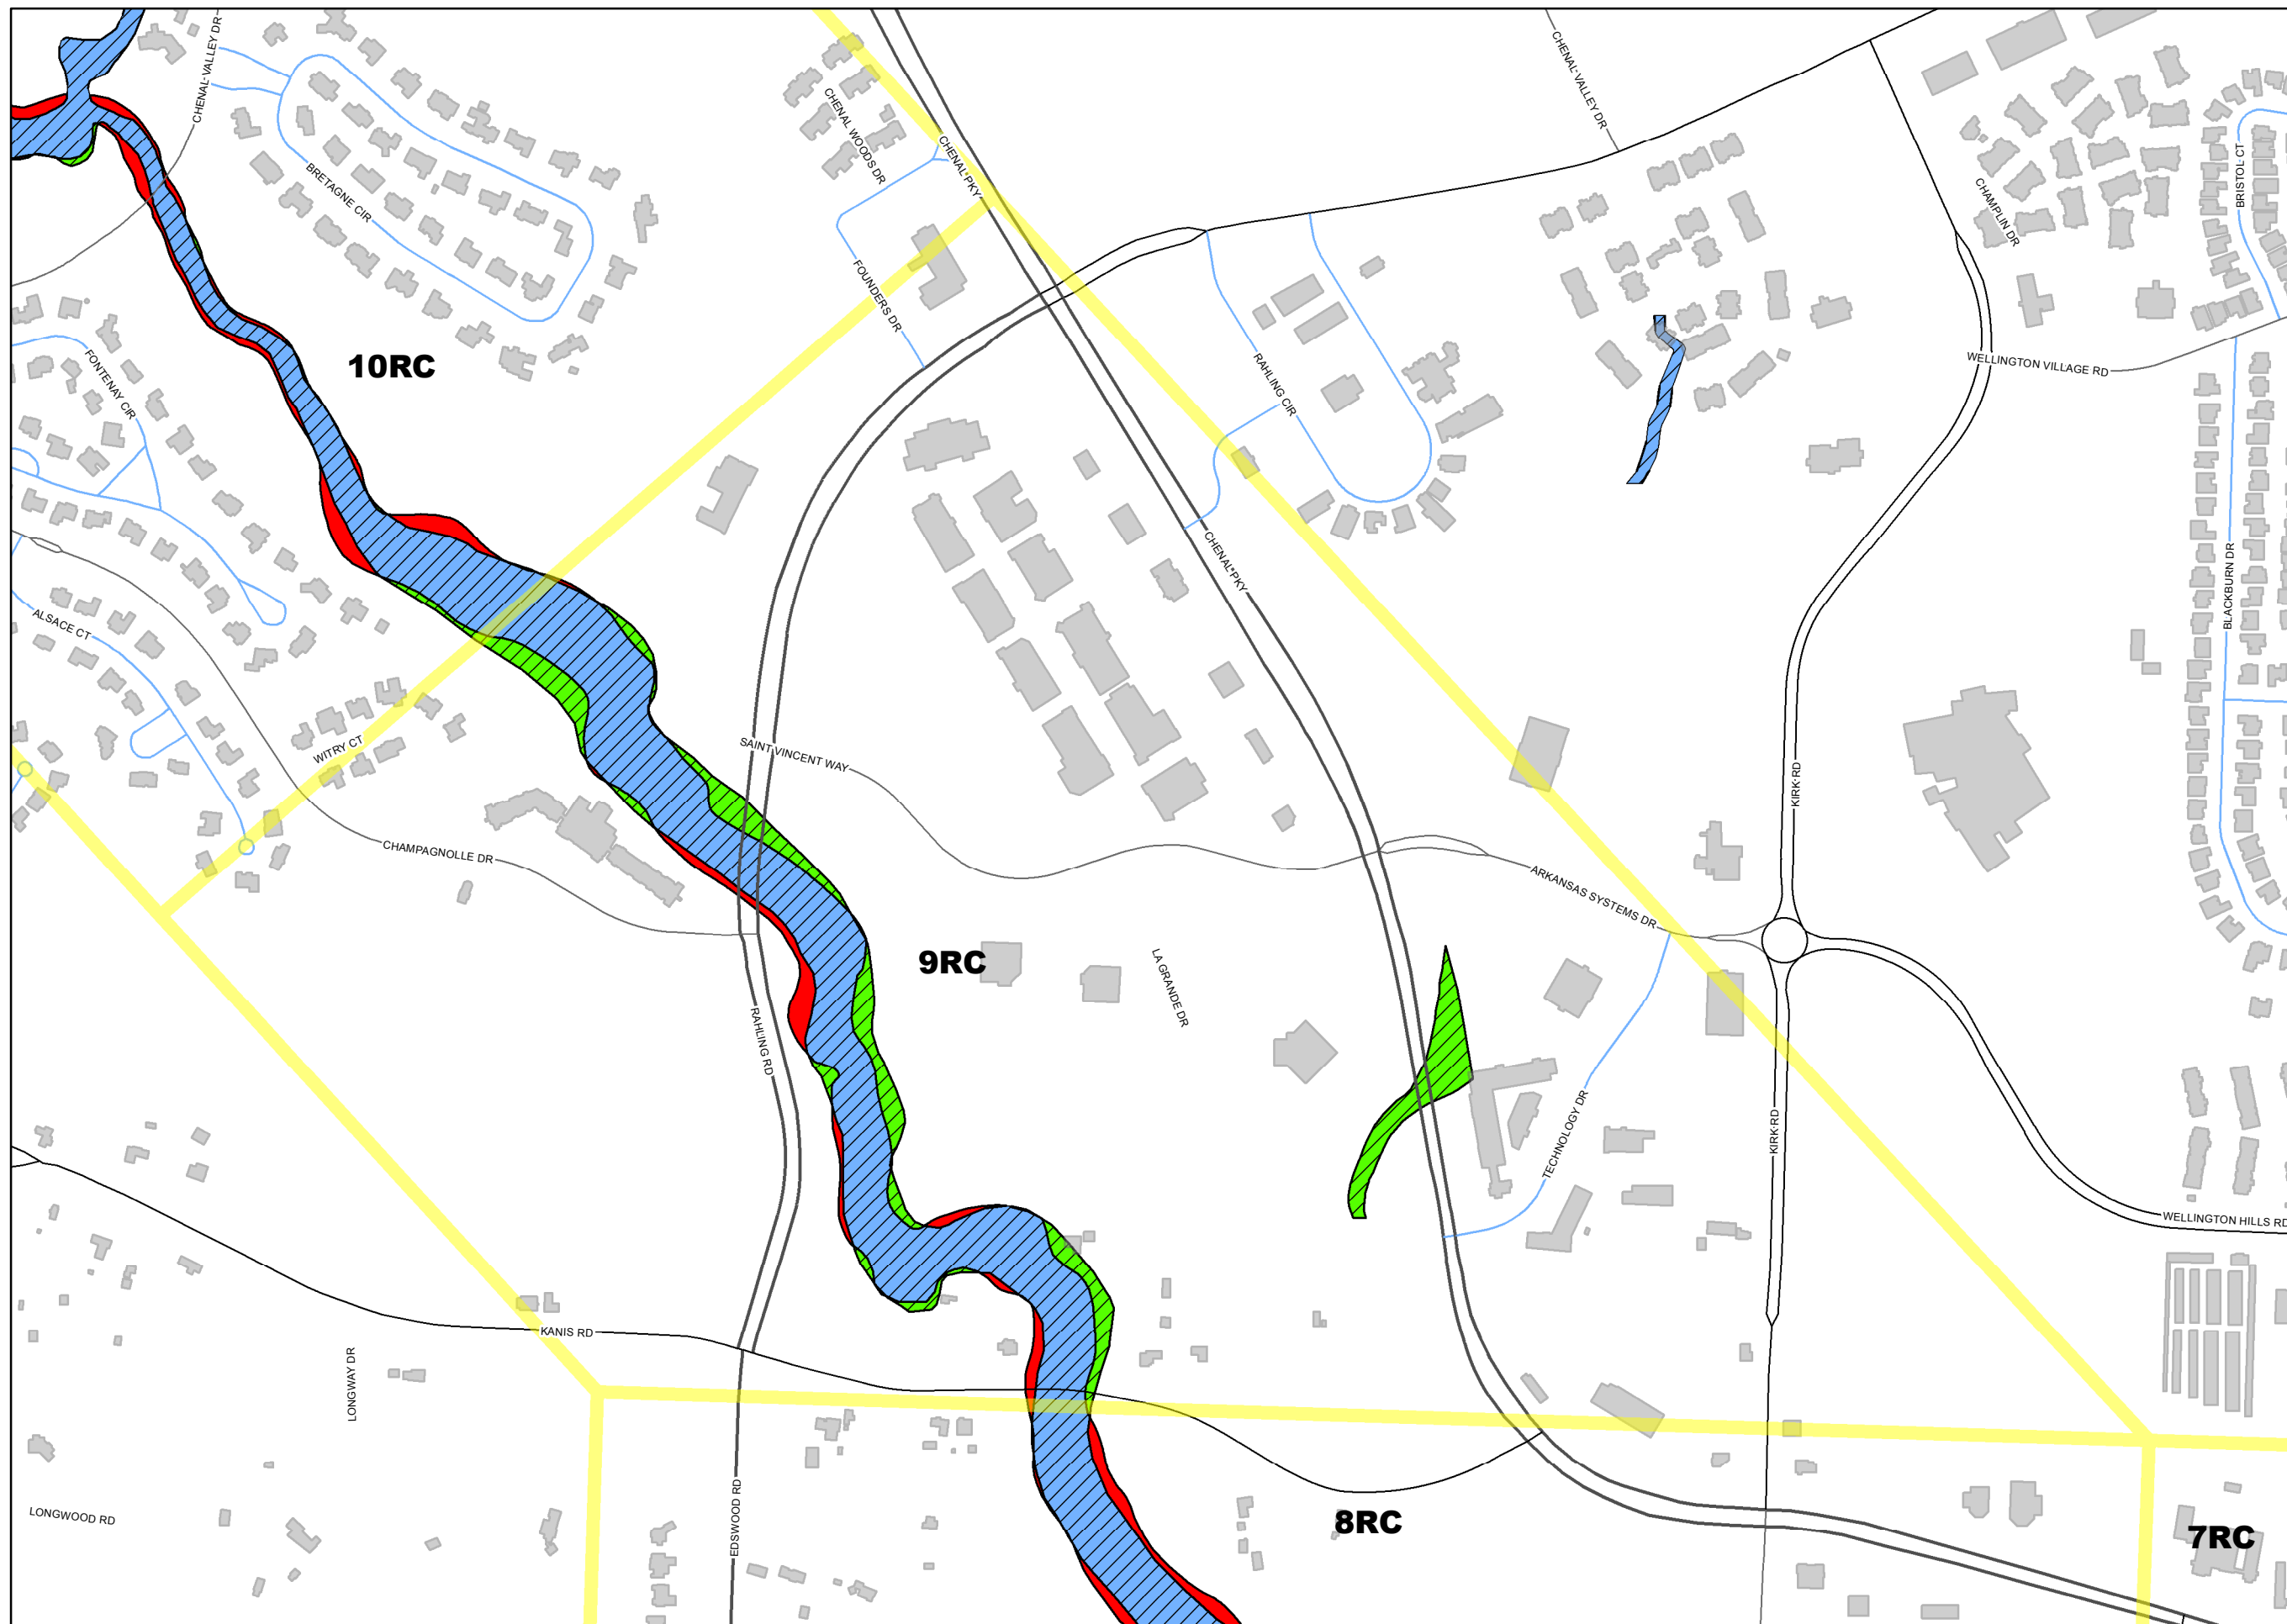 CHENAL VALLEY DR
CHENAL VALLEY DR
CHENAL WOODS DR
CHENAL PKY
BRETAGNE CIR
CHAMPLIN DR
BRISTOL CT
FOUNDERS DR
10RC
FONTENAY CIR
RAHLING CIR
WELLINGTON VILLAGE RD
CHENAL PKY
BLACKBURN DR
ALSACE CT
WITRY CT
SAINT VINCENT WAY
KIRK RD
CHAMPAGNOLLE DR
ARKANSAS SYSTEMS DR
9RC
LA GRANDE DR
RAHLING RD
TECHNOLOGY DR
KIRK RD
WELLINGTON HILLS RD
KANIS RD
LONGWAY DR
EDSWOOD RD
LONGWOOD RD
8RC
7RC